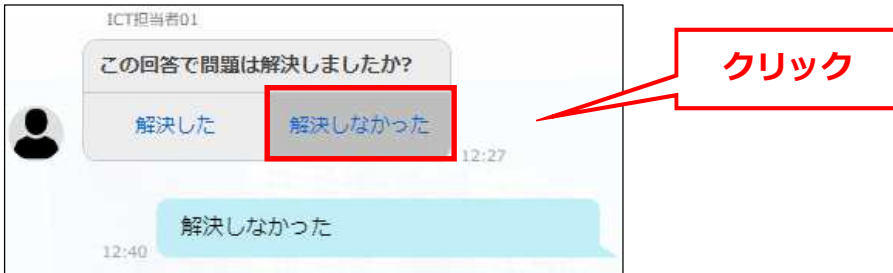 ICT担当者01
この回答で問題は解決しましたか?
解決した
解決しなかった
クリック
12:27
解決しなかった
12:40